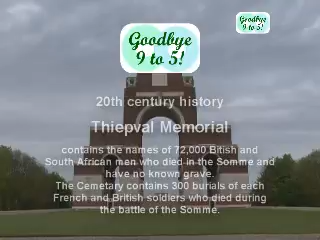 Goodbye
9 to 5!
Goodbye
9 to 5!
20th century history
Thiepval Memorial
contains the names of 72,000 Bitish and
South African men who died in the Somme and
have no known grave.
The Cemetary contains 300 burials of each
French and British soldiers who died during
the battle of the Somme.